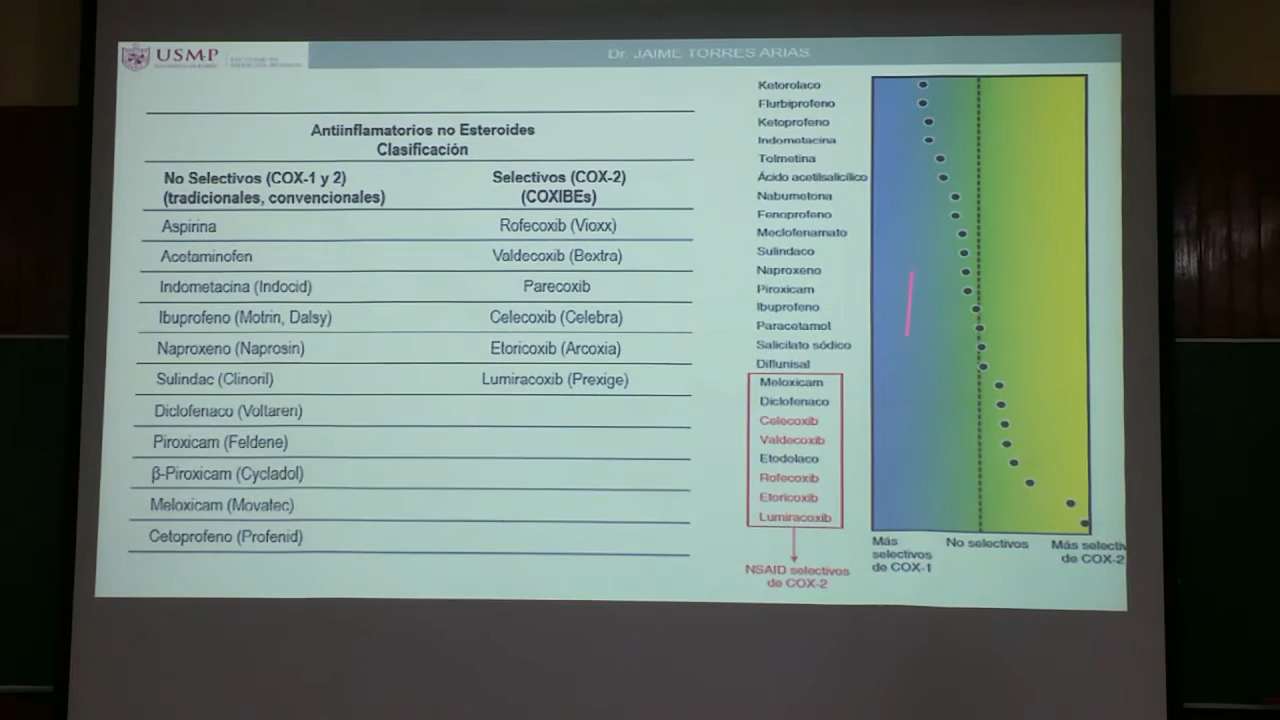 USMP
Dr. JAIME TORRES ARIAS
Antiinflamatorios no Esteroides
Clasificación
No Selectivos (COX-1 y 2)
(tradicionales, convencionales)
Selectivos (COX-2)
(COXIBEs)
Aspirina
Rofecoxib (Vioxx)
Acetaminofen
Valdecoxib (Bextra)
Indometacina (Indocid)
Parecoxib
Ibuprofeno (Motrin, Dalsy)
Celecoxib (Celebra)
Naproxeno (Naprosin)
Etoricoxib (Arcoxia)
Sulindac (Clinoril)
Lumiracoxib (Prexige)
Diclofenaco (Voltaren)
Piroxicam (Feldene)
β-Piroxicam (Cycladol)
Meloxicam (Movatec)
Cetoprofeno (Profenid)
Ketorolaco
Flurbiprofeno
Ketoprofeno
Indometacina
Tolmetina
Ácido acetilsalicílico
Nabumetona
Fenoprofeno
Meclofenamato
Sulindaco
Naproxeno
Piroxicam
Ibuprofeno
Paracetamol
Salicilato sódico
Diflunisal
Meloxicam
Diclofenaco
Celecoxib
Valdecoxib
Etodolaco
Rofecoxib
Etoricoxib
Lumiracoxib
NSAID selectivos
de COX-2
Más
selectivos
de COX-1
No selectivos
Más selectiv
de COX-2